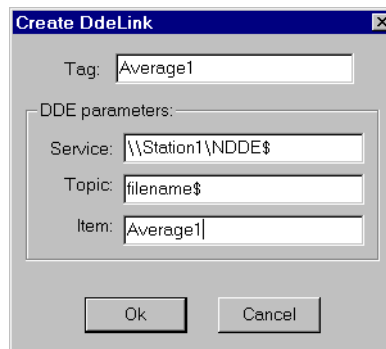 Create DdeLink
Tag: Average1
DDE parameters:
Service: \\Station1\NDDE$
Topic: filename$
Item: Average1
Ok Cancel